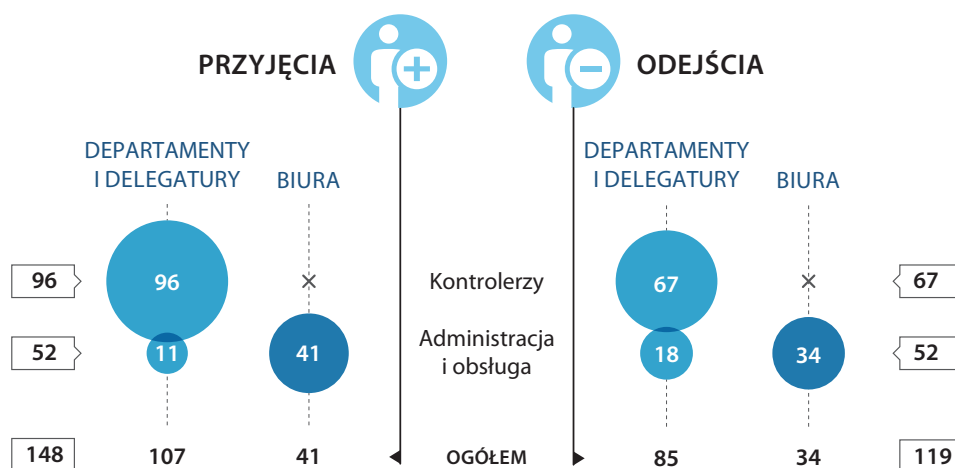 PRZYJĘCIA
ODEJŚCIA
DEPARTAMENTY
I DELEGATURY
BIURA
DEPARTAMENTY
I DELEGATURY
BIURA
96 96 × Kontrolerzy 67 × 67
52 11 41 Administracja
i obsługa 18 34 52
148 107 41 OGÓŁEM 85 34 119